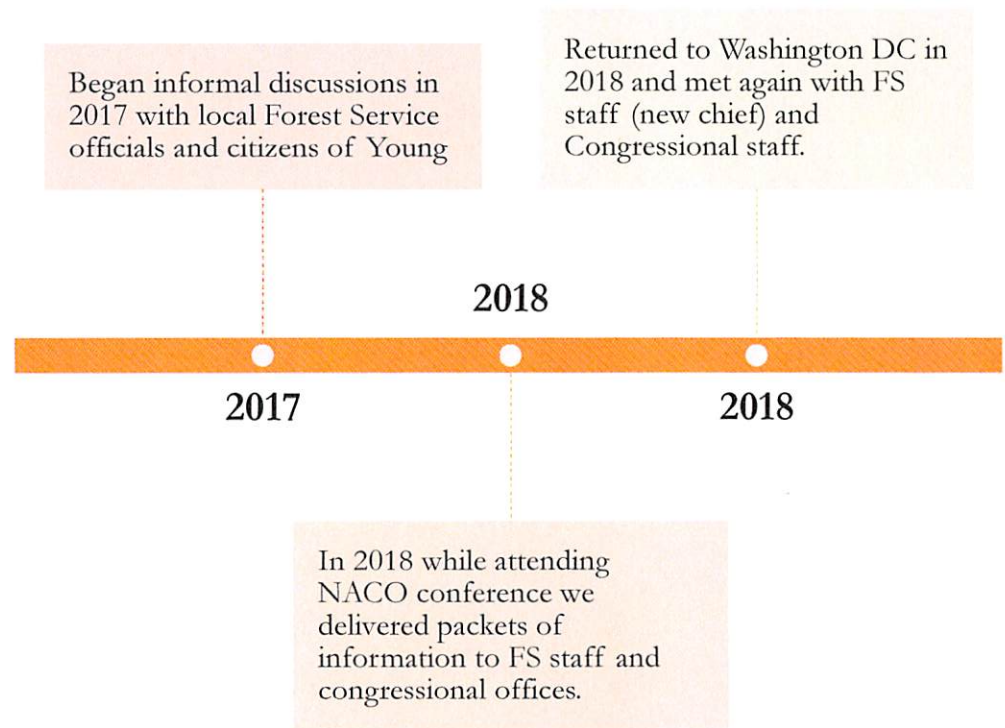 Began informal discussions in
2017 with local Forest Service
officials and citizens of Young
Returned to Washington DC in
2018 and met again with FS
staff (new chief) and
Congressional staff.
2018
2017
2018
In 2018 while attending
NACO conference we
delivered packets of
information to FS staff and
congressional offices.